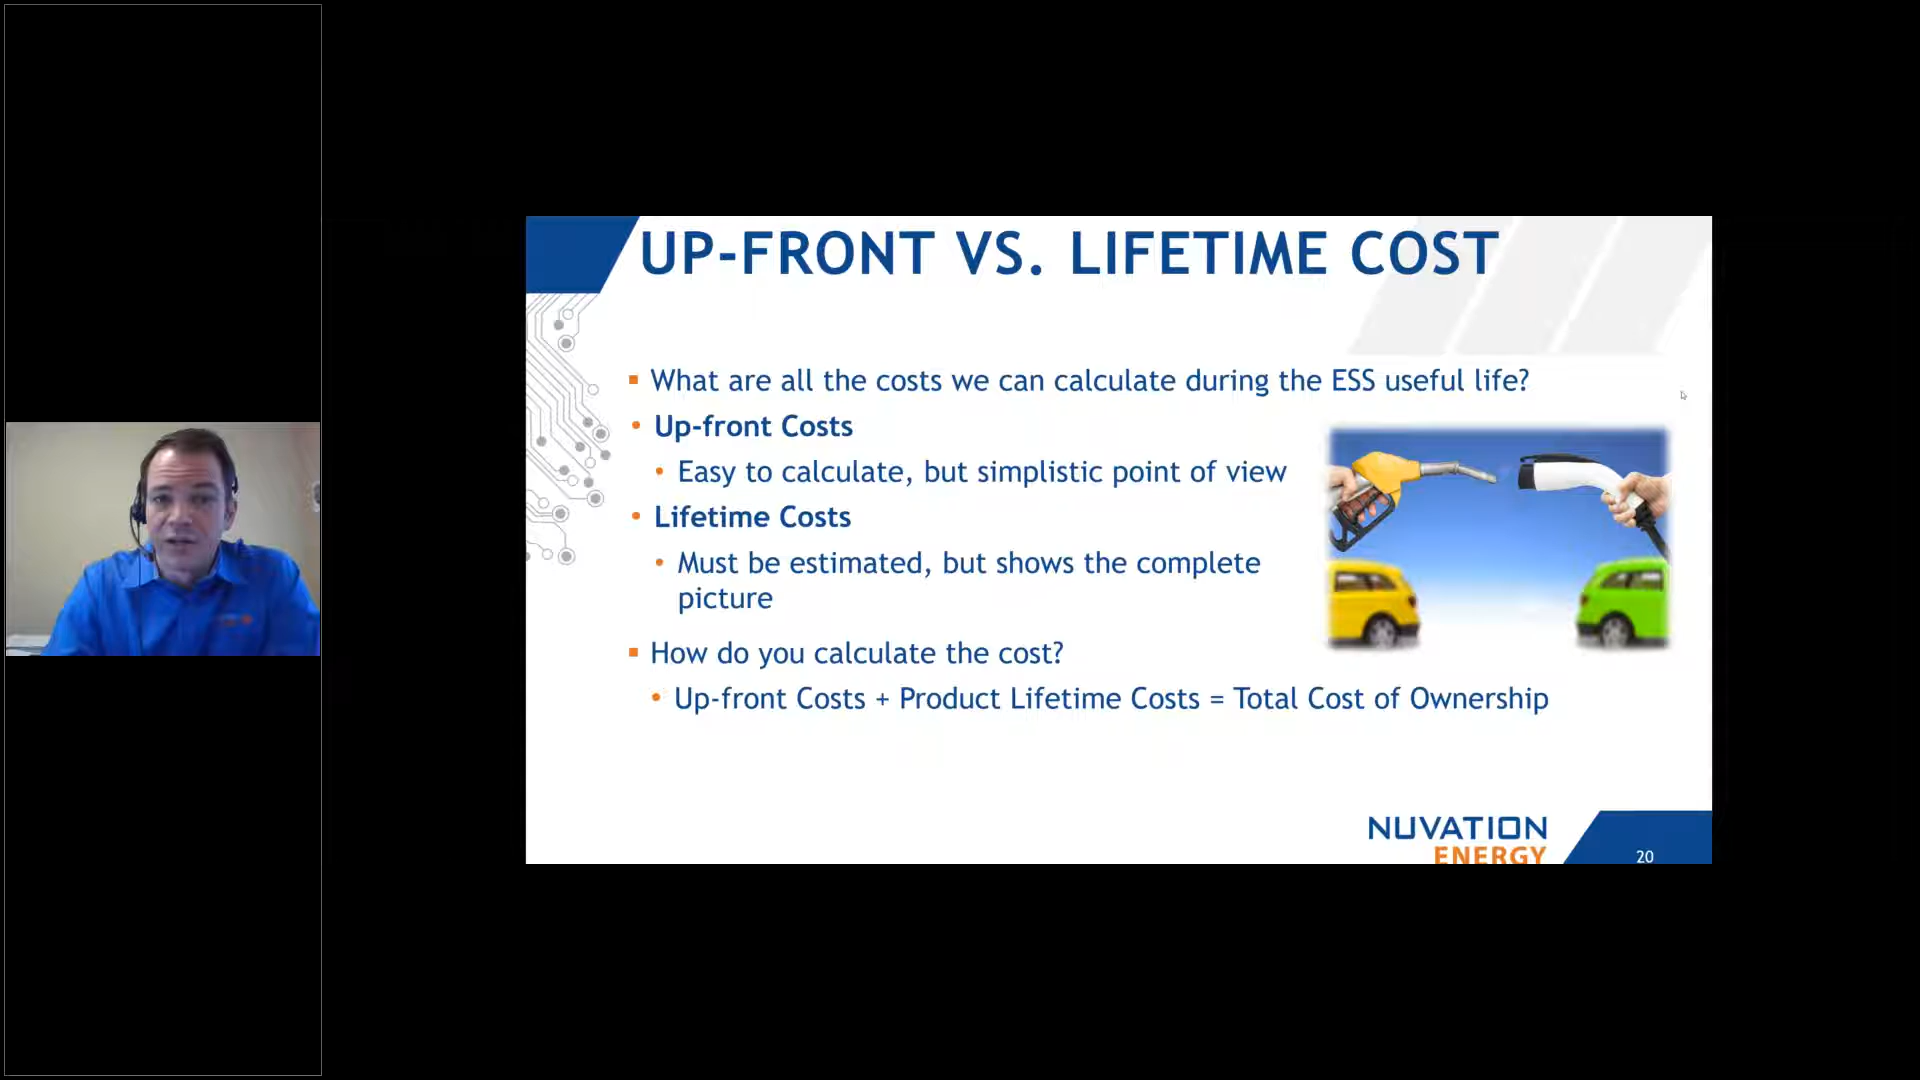 UP-FRONT VS. LIFETIME COST
What are all the costs we can calculate during the ESS useful life?
Up-front Costs
Easy to calculate, but simplistic point of view
Lifetime Costs
Must be estimated, but shows the complete
picture
How do you calculate the cost?
Up-front Costs + Product Lifetime Costs = Total Cost of Ownership
NUVATION
ENERGY
20